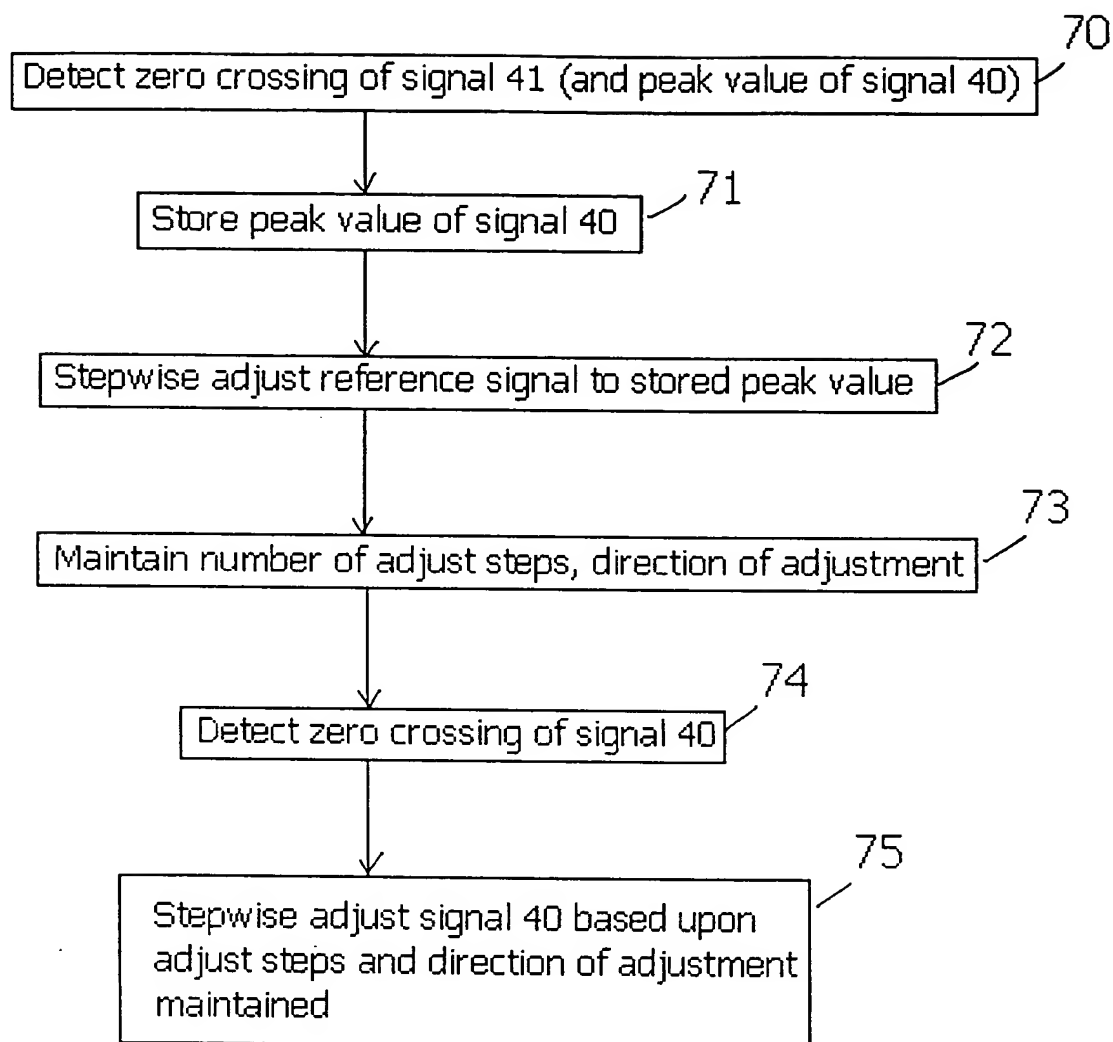 70
Detect zero crossing of signal 41 (and peak value of signal 40)
71
Store peak value of signal 40
72
Stepwise adjust reference signal to stored peak value
73
Maintain number of adjust steps, direction of adjustment
74
Detect zero crossing of signal 40
75
Stepwise adjust signal 40 based upon
adjust steps and direction of adjustment
maintained